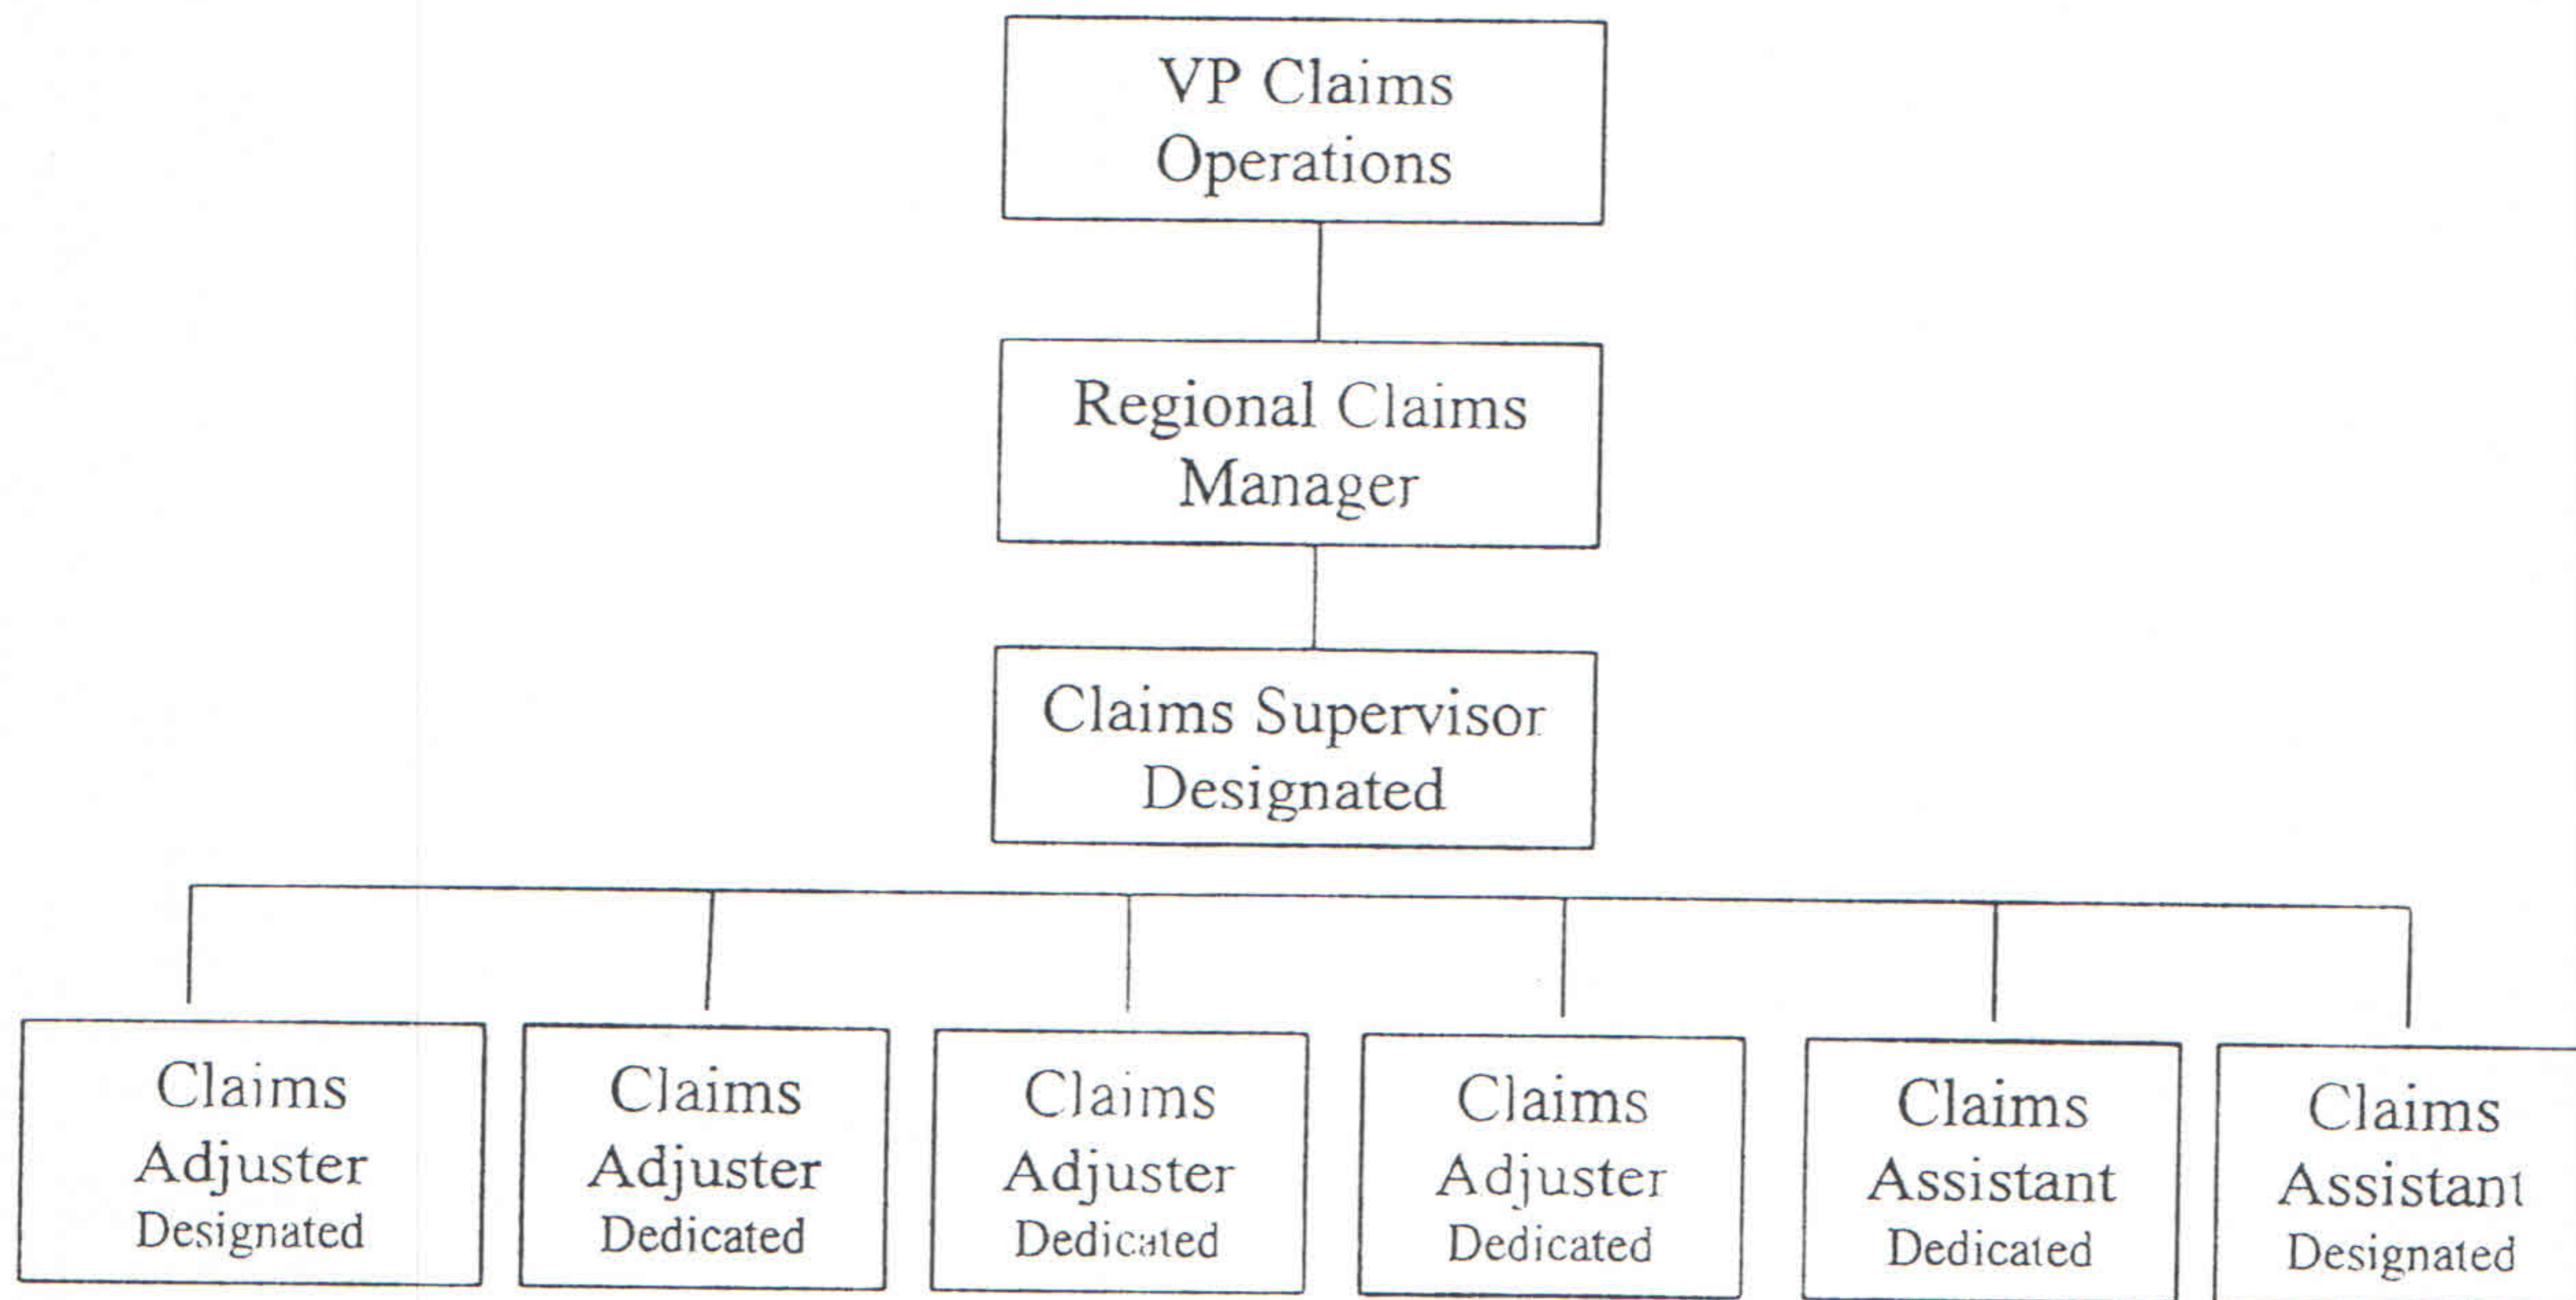 VP Claims
Operations
Regional Claims
Manager
Claims Supervisor
Designated
Claims
Adjuster
Designated
Claims
Adjuster
Dedicated
Claims
Adjuster
Dedicated
Claims
Adjuster
Dedicated
Claims
Assistant
Dedicated
Claims
Assistant
Designated